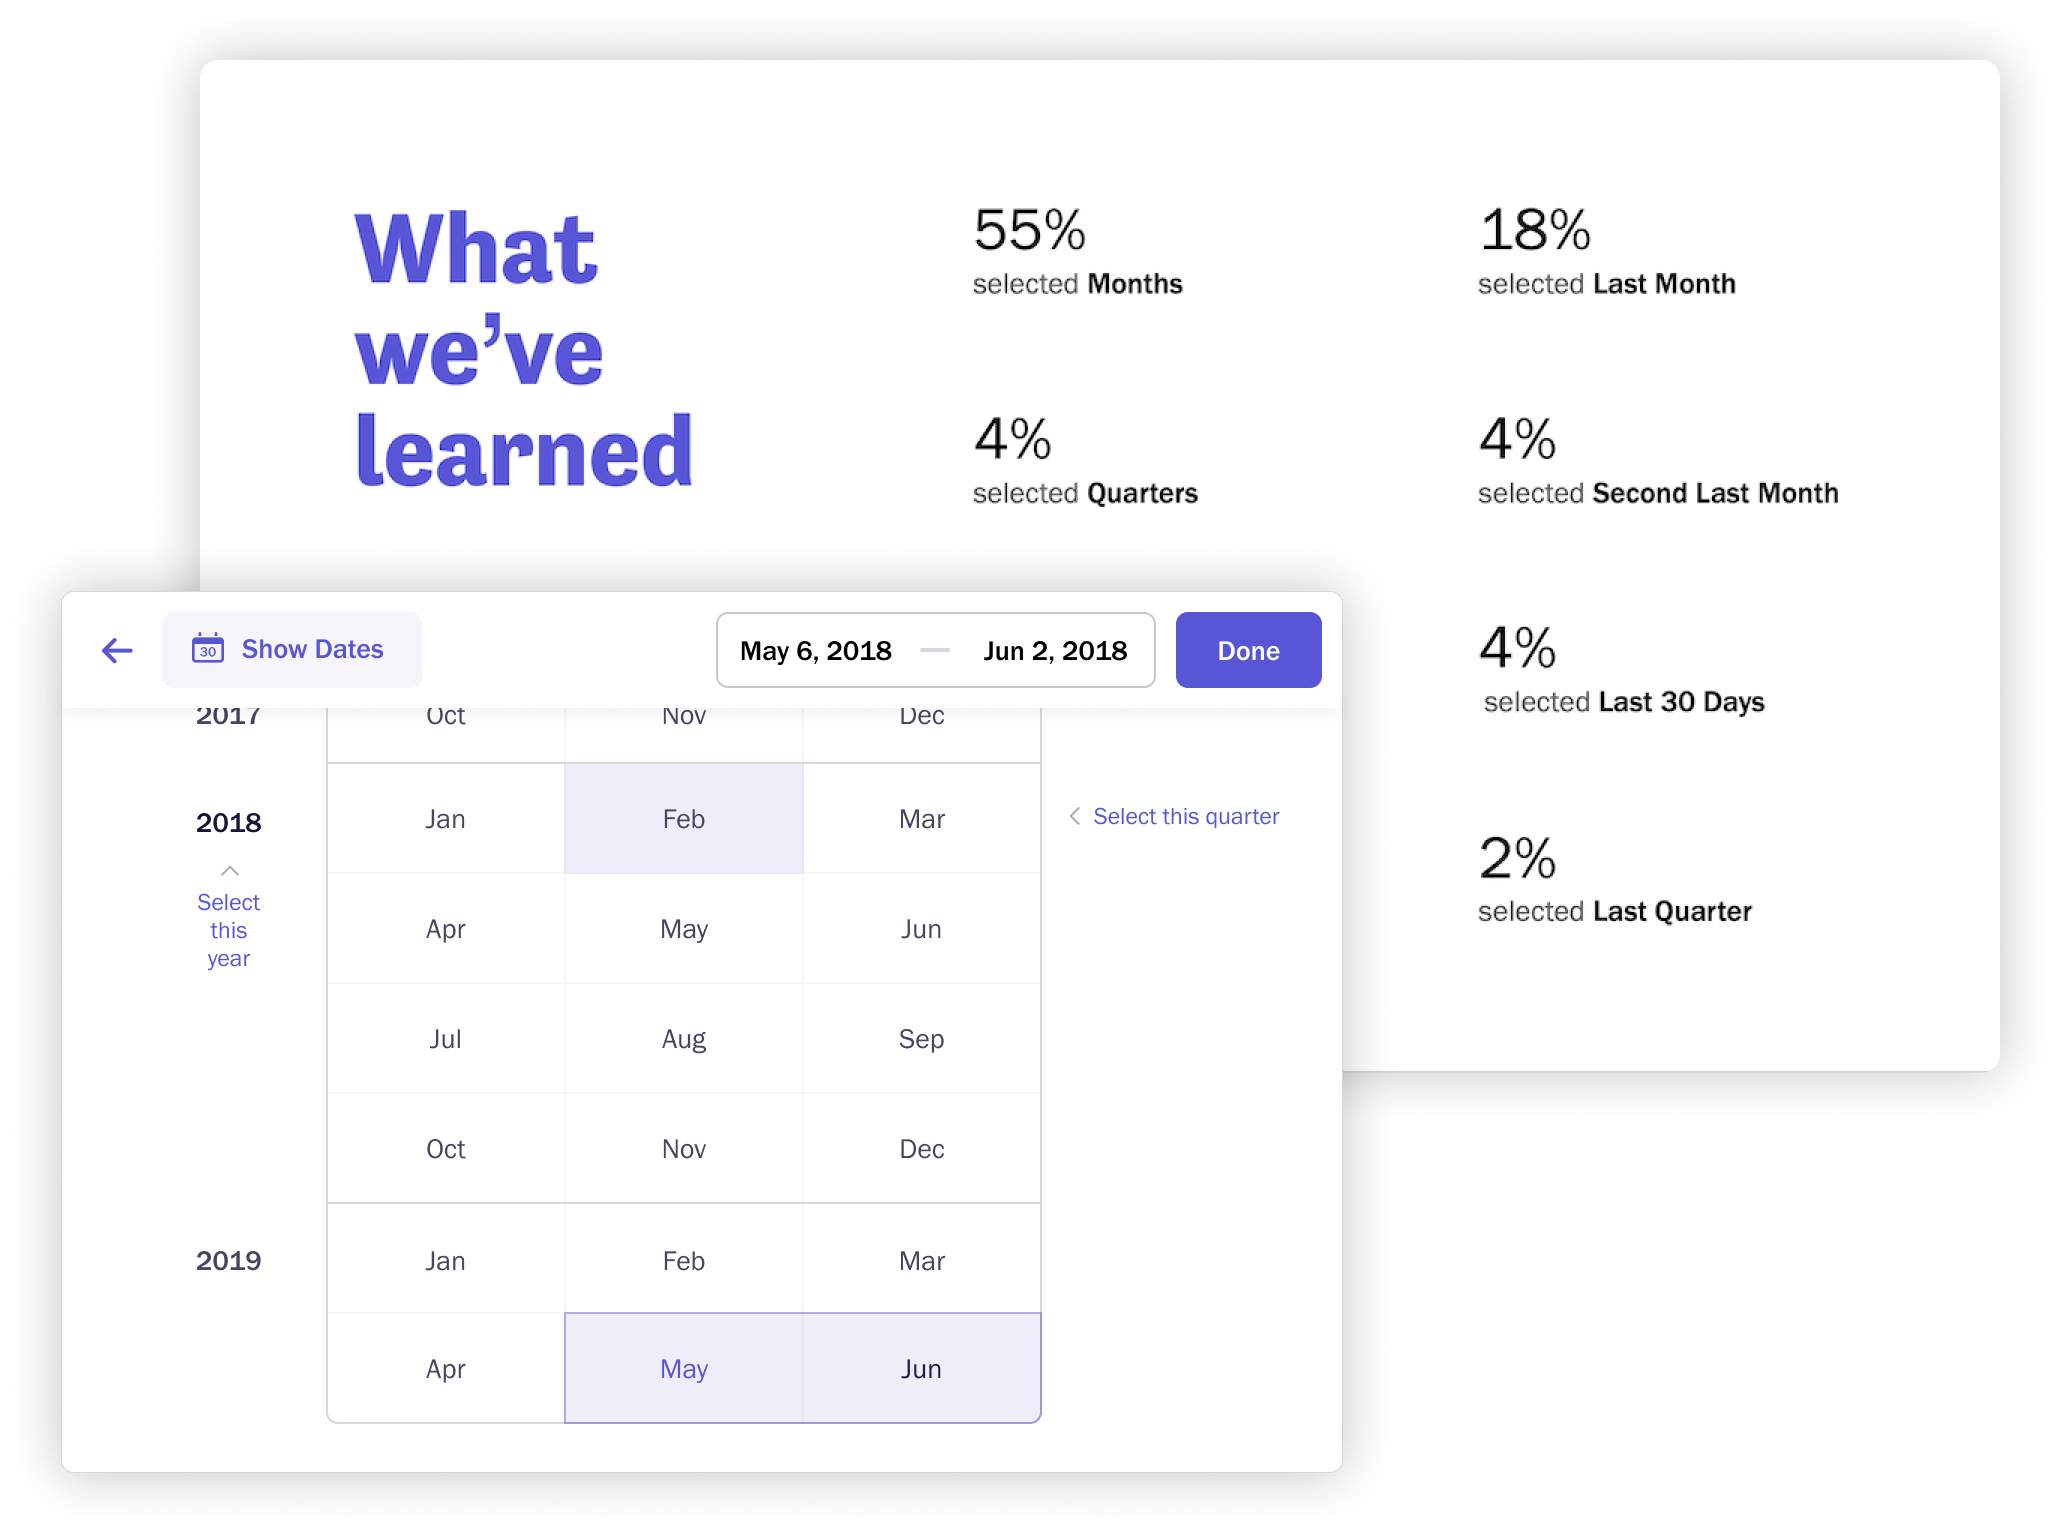 What
we’ve
learned
55%
selected Months
18%
selected Last Month
4%
selected Quarters
4%
selected Second Last Month
4%
selected Last 30 Days
2%
selected Last Quarter
30 Show Dates
May 6, 2018 — Jun 2, 2018
Done
2017 Oct Nov Dec
2018 Jan Feb Mar
Select this quarter
Select
this
year
Apr May Jun
Jul Aug Sep
Oct Nov Dec
2019 Jan Feb Mar
Apr May Jun